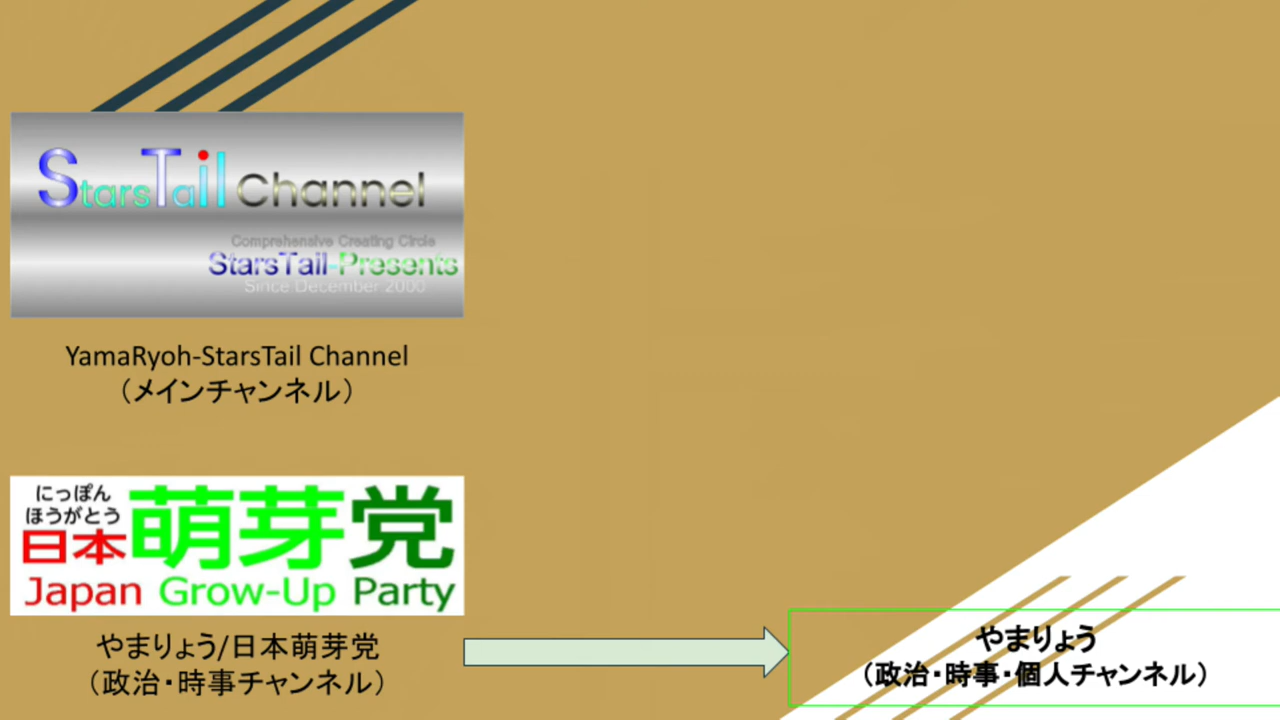 StarsTail Channel
Comprehensive Creating Circle
StarsTail-Presents
Since December 2000
YamaRyoh-StarsTail Channel
（メインチャンネル）
にっぽん
ほうがとう
日本萌芽党
Japan Grow-Up Party
やまりょう/日本萌芽党
（政治・時事チャンネル）
やまりょう
（政治・時事・個人チャンネル）